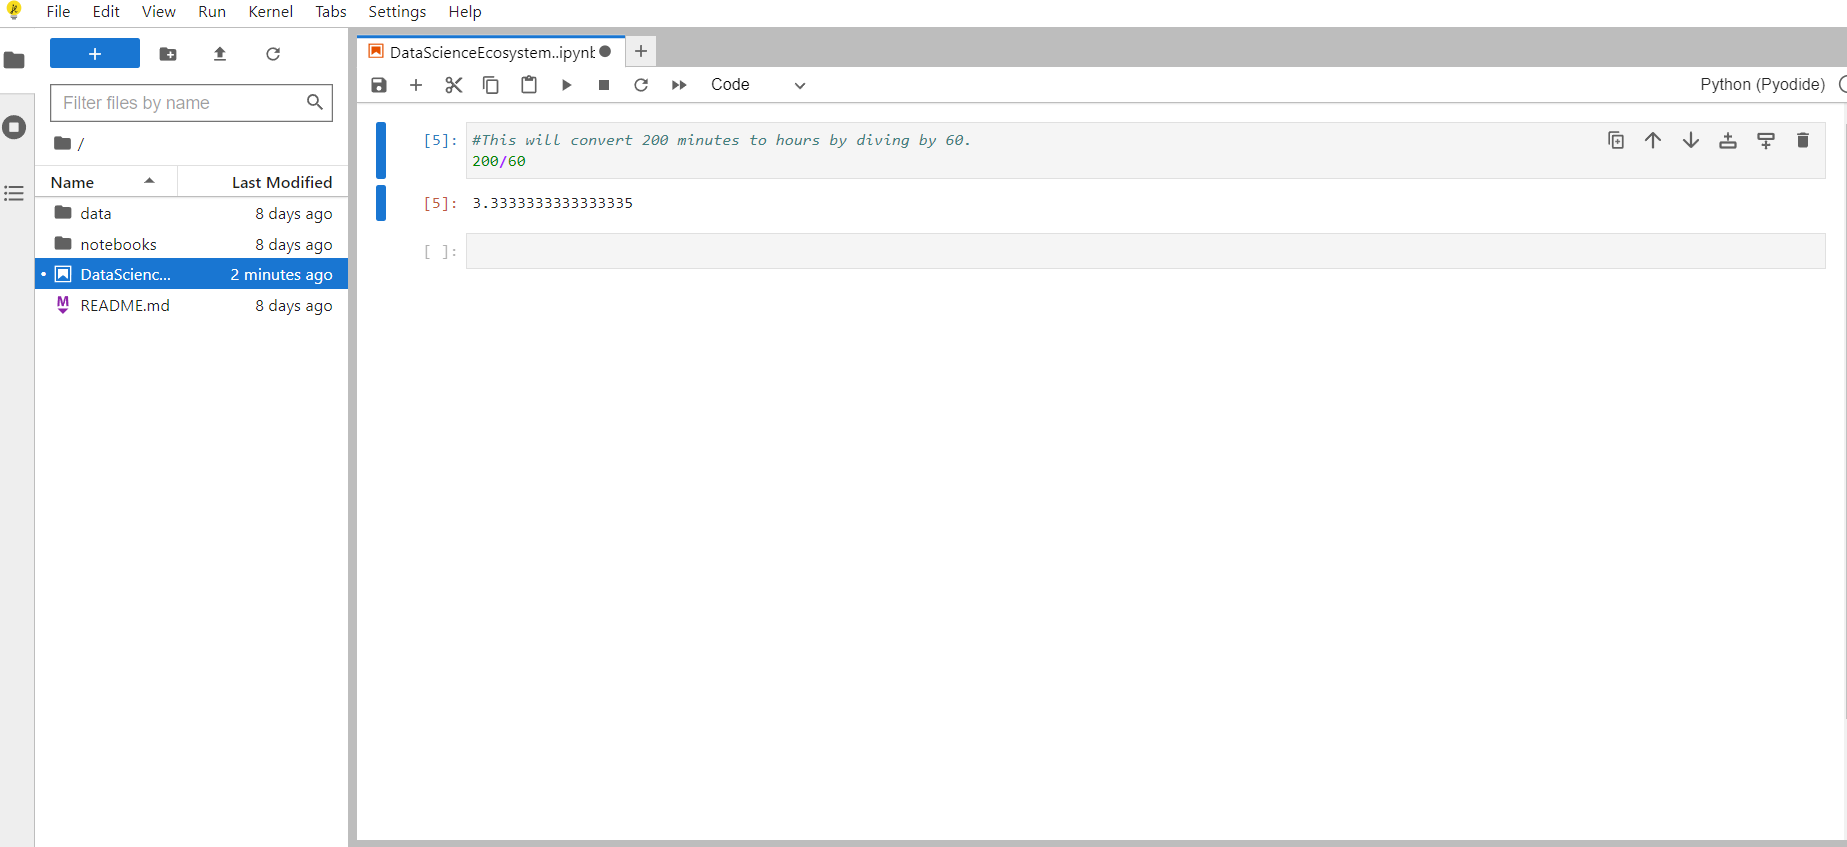 File Edit View Run Kernel Tabs Settings Help
+
Filter files by name
/
Name Last Modified
data 8 days ago
notebooks 8 days ago
• DataScienc... 2 minutes ago
README.md 8 days ago
DataScienceEcosystem..ipynb
+
Code
Python (Pyodide)
[5]: #This will convert 200 minutes to hours by diving by 60.
200/60
[5]: 3.3333333333333335
[ ]: